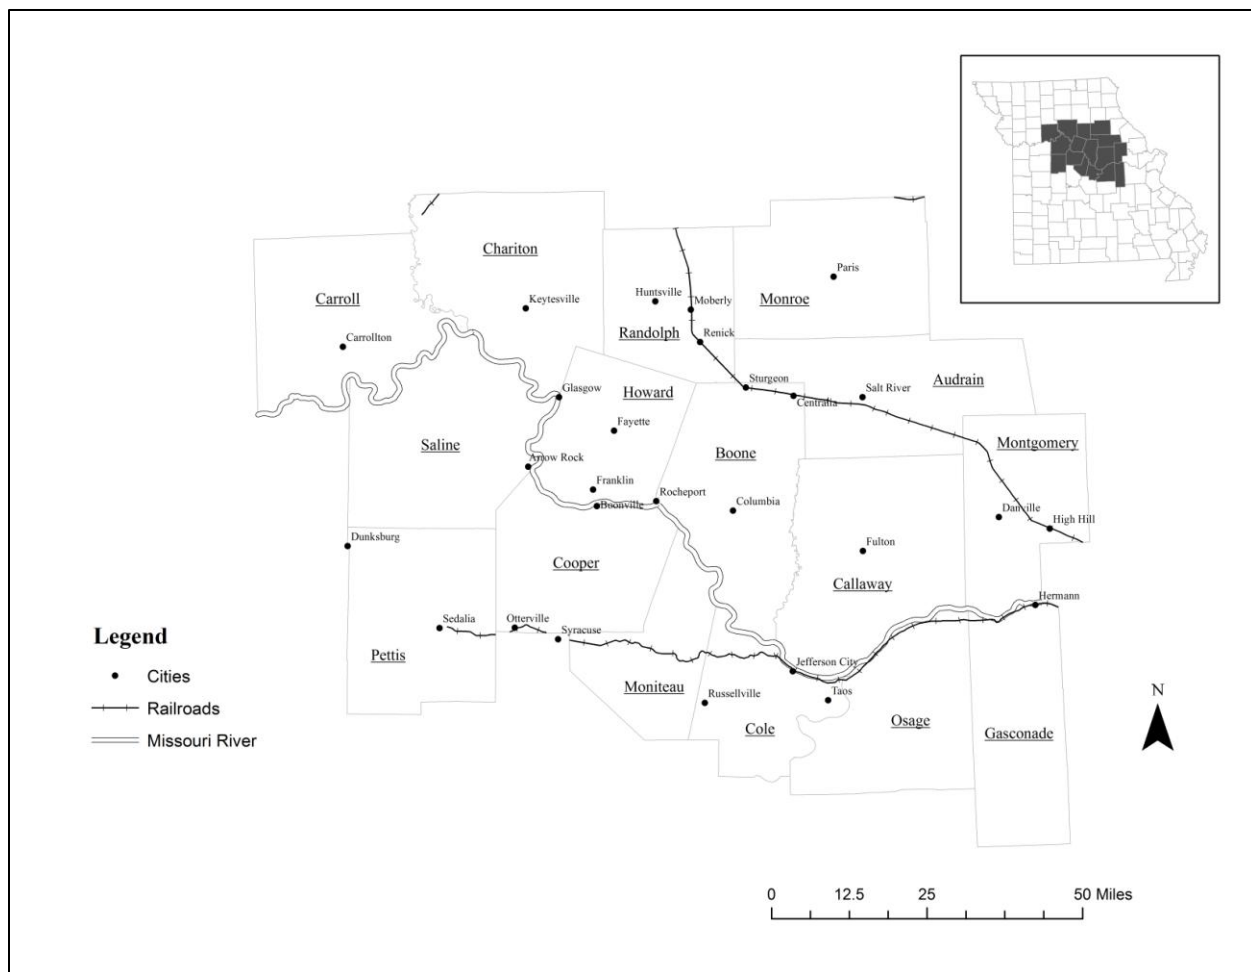 Chariton
Paris
Carroll
Keytesville
Huntsville
Moberly
Monroe
Randolph
Renick
Carrollton
Audrain
Glasgow
Howard
Sturgeon
Salt River
Centralia
Fayette
Saline
Boone
Montgomery
Arrow Rock
Franklin
Rocheport
Boonville
Columbia
Danville
High Hill
Dunksburg
Fulton
Cooper
Callaway
Hermann
Sedalia
Otterville
Syracuse
Legend
Pettis
Cities
Jefferson City
Moniteau
Russellville
Taos
Railroads
Osage
Cole
Gasconade
Missouri River
N
0 12.5 25 50 Miles